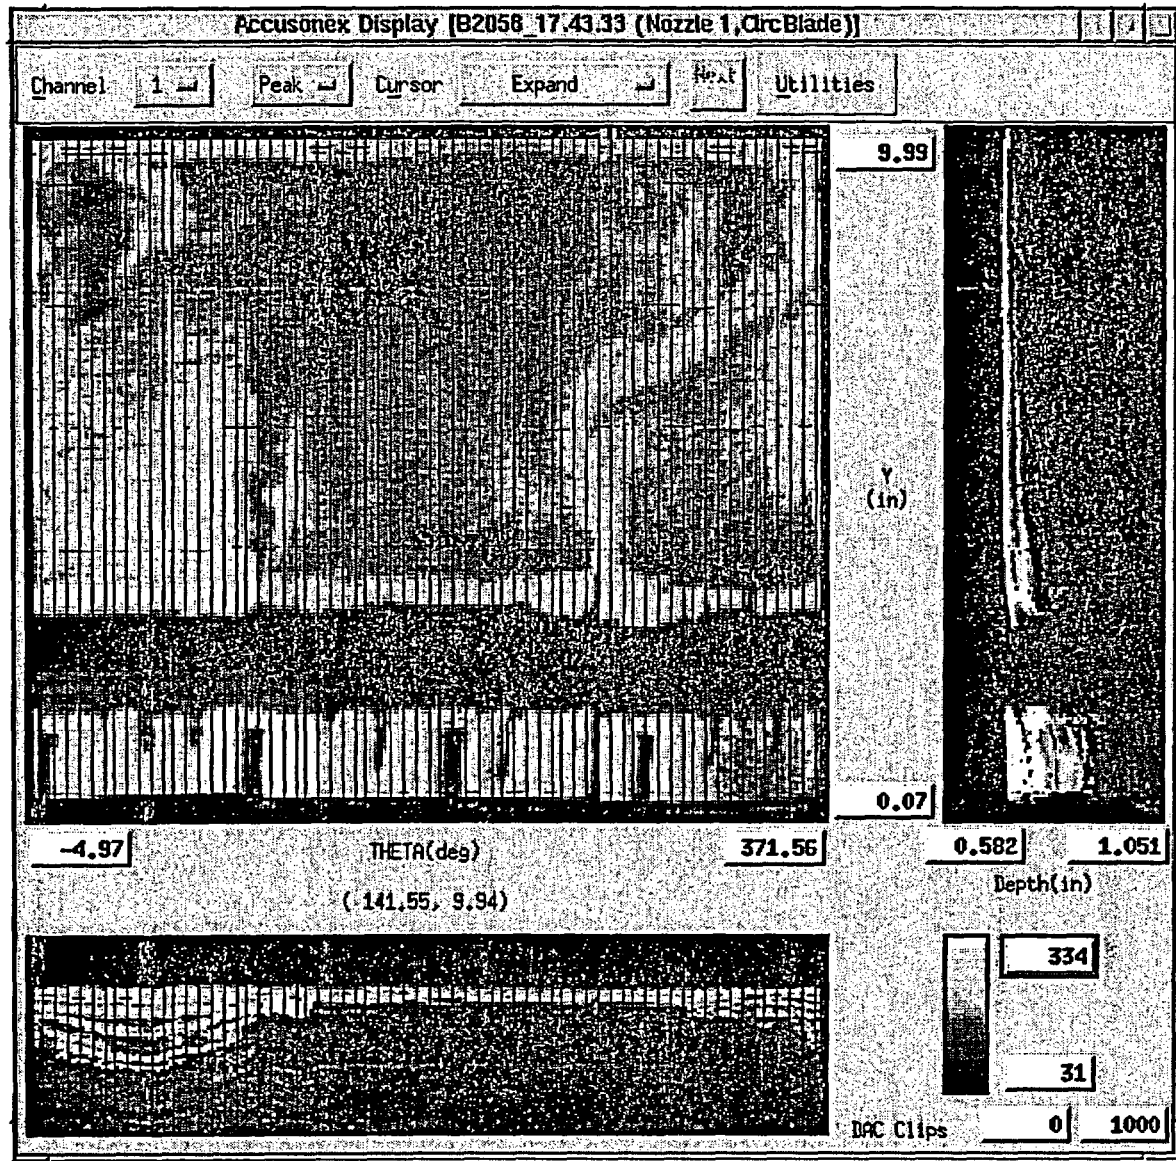 Accusonex Display [B2058_17.43.33 (Nozzle 1,CircBlade)]
Channel 1 Peak Cursor Expand Next Utilities
9.99
Y
(in)
0.07
-4.97 THETA(deg) 371.56 0.582 1.051
Depth(in)
(-141.55, 9.94)
334
31
DAC Clips 0 1000